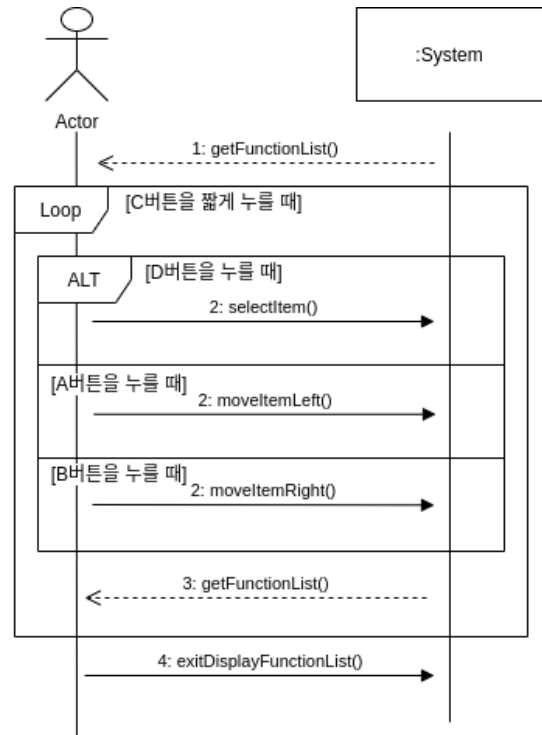 :System
Actor
1: getFunctionList()
Loop
[C버튼을 짧게 누를 때]
ALT
[D버튼을 누를 때]
2: selectItem()
[A버튼을 누를 때]
2: moveItemLeft()
[B버튼을 누를 때]
2: moveItemRight()
3: getFunctionList()
4: exitDisplayFunctionList()